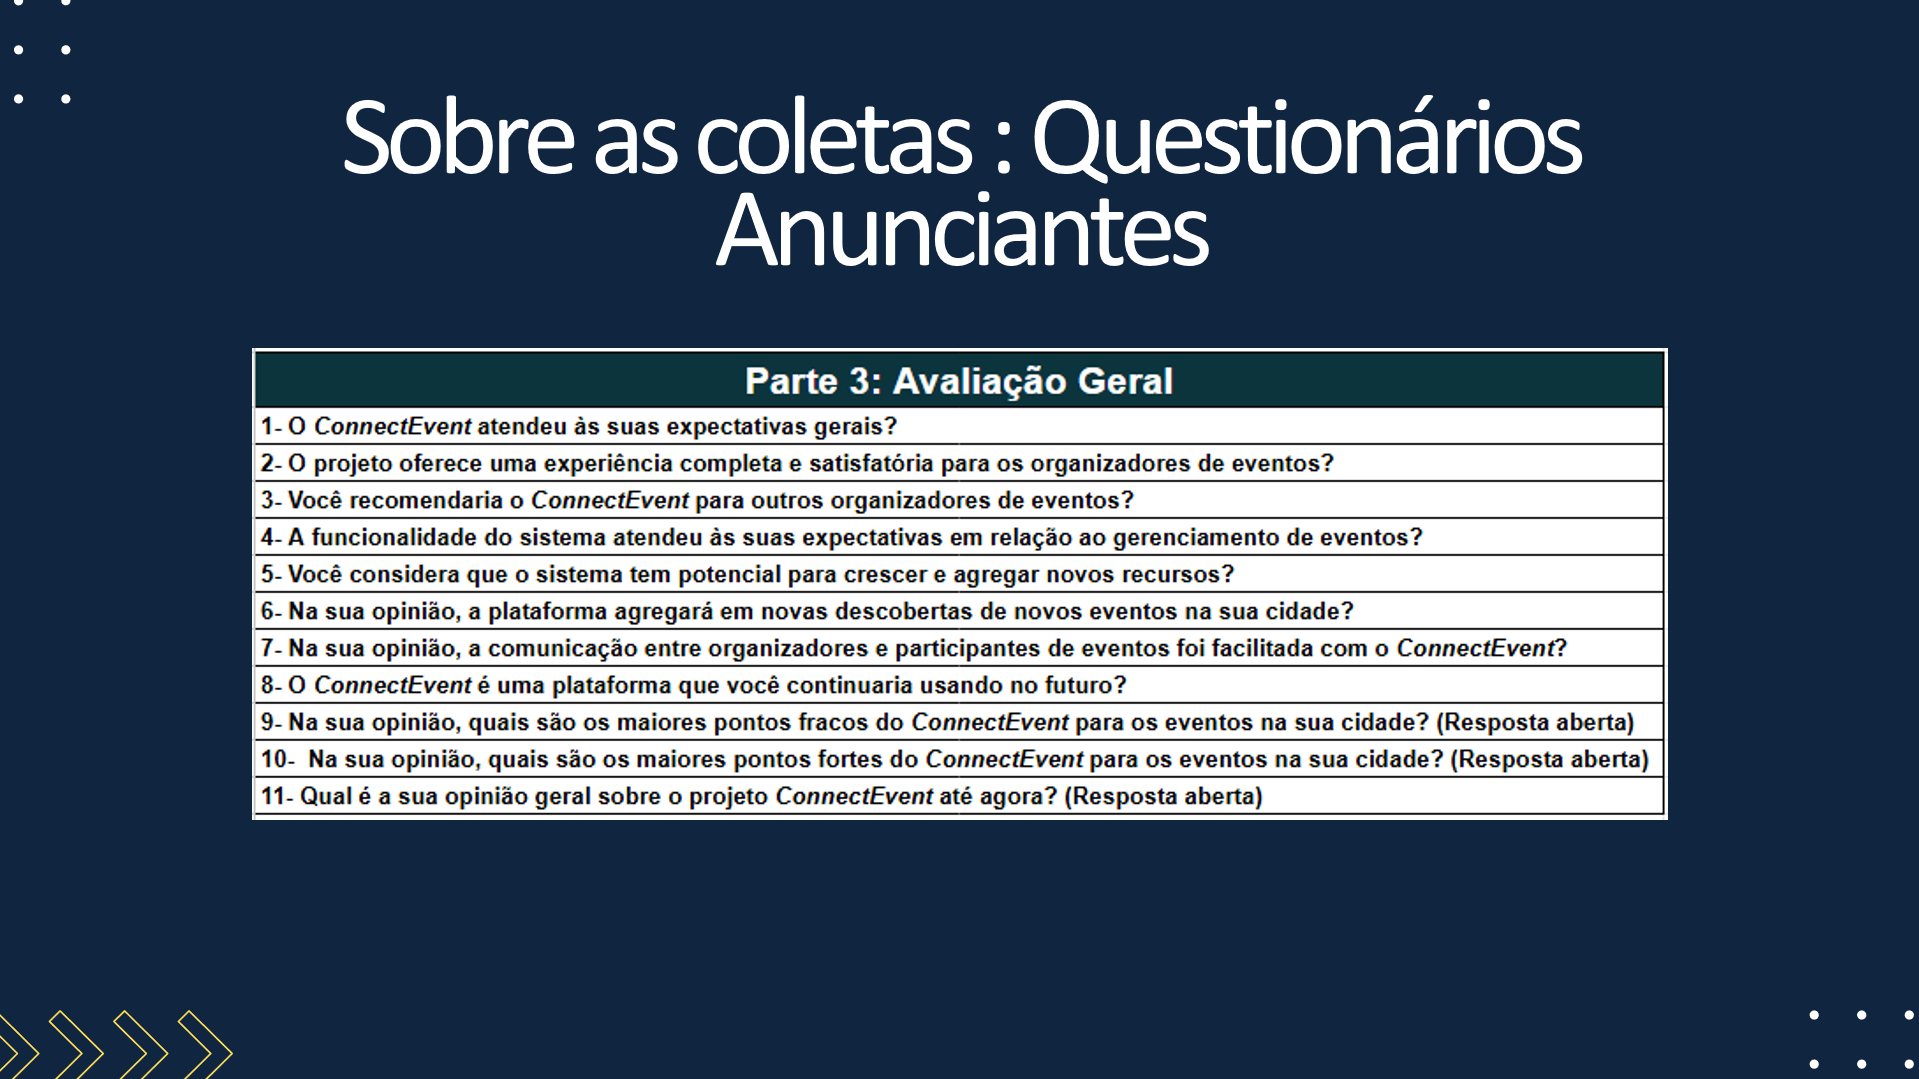 Sobre as coletas : Questionários
Anunciantes
Parte 3: Avaliação Geral
1- O ConnectEvent atendeu às suas expectativas gerais?
2- O projeto oferece uma experiência completa e satisfatória para os organizadores de eventos?
3- Você recomendaria o ConnectEvent para outros organizadores de eventos?
4- A funcionalidade do sistema atendeu às suas expectativas em relação ao gerenciamento de eventos?
5- Você considera que o sistema tem potencial para crescer e agregar novos recursos?
6- Na sua opinião, a plataforma agregará em novas descobertas de novos eventos na sua cidade?
7- Na sua opinião, a comunicação entre organizadores e participantes de eventos foi facilitada com o ConnectEvent?
8- O ConnectEvent é uma plataforma que você continuaria usando no futuro?
9- Na sua opinião, quais são os maiores pontos fracos do ConnectEvent para os eventos na sua cidade? (Resposta aberta)
10-  Na sua opinião, quais são os maiores pontos fortes do ConnectEvent para os eventos na sua cidade? (Resposta aberta)
11- Qual é a sua opinião geral sobre o projeto ConnectEvent até agora? (Resposta aberta)